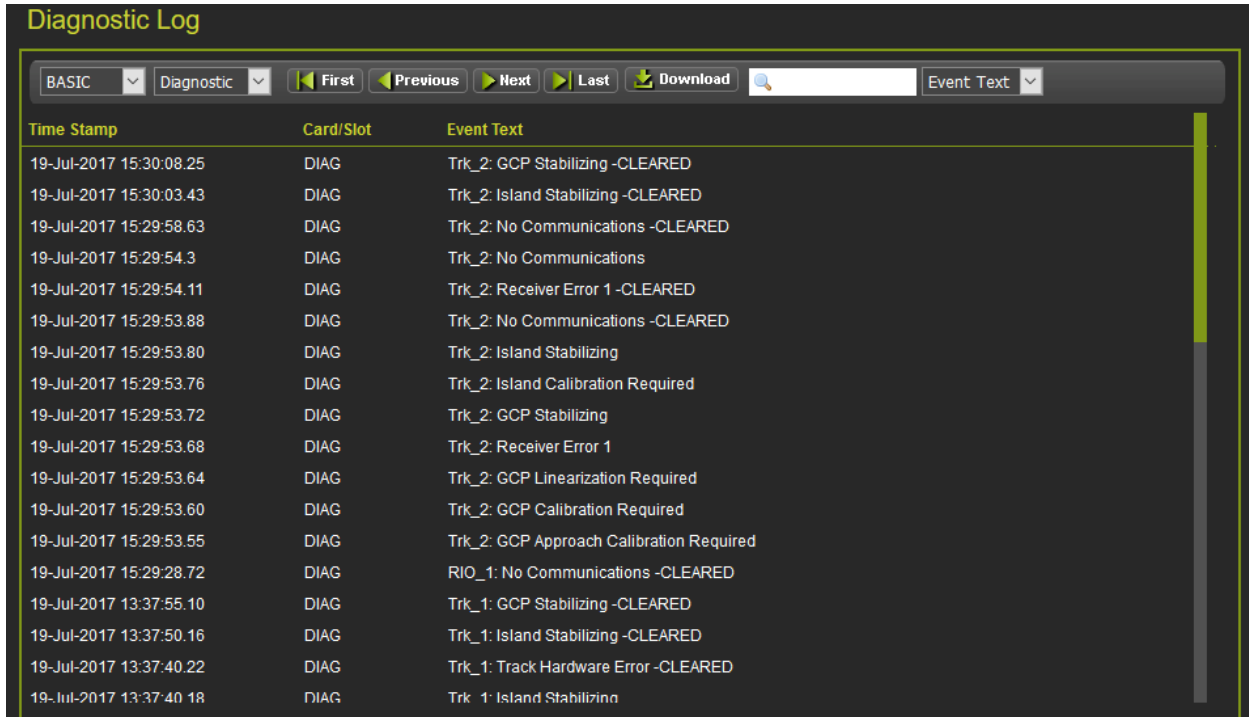 Diagnostic Log
BASIC Diagnostic First Previous Next Last Download Event Text
Time Stamp Card/Slot Event Text
19-Jul-2017 15:30:08.25 DIAG Trk_2: GCP Stabilizing -CLEARED
19-Jul-2017 15:30:03.43 DIAG Trk_2: Island Stabilizing -CLEARED
19-Jul-2017 15:29:58.63 DIAG Trk_2: No Communications -CLEARED
19-Jul-2017 15:29:54.3 DIAG Trk_2: No Communications
19-Jul-2017 15:29:54.11 DIAG Trk_2: Receiver Error 1 -CLEARED
19-Jul-2017 15:29:53.88 DIAG Trk_2: No Communications -CLEARED
19-Jul-2017 15:29:53.80 DIAG Trk_2: Island Stabilizing
19-Jul-2017 15:29:53.76 DIAG Trk_2: Island Calibration Required
19-Jul-2017 15:29:53.72 DIAG Trk_2: GCP Stabilizing
19-Jul-2017 15:29:53.68 DIAG Trk_2: Receiver Error 1
19-Jul-2017 15:29:53.64 DIAG Trk_2: GCP Linearization Required
19-Jul-2017 15:29:53.60 DIAG Trk_2: GCP Calibration Required
19-Jul-2017 15:29:53.55 DIAG Trk_2: GCP Approach Calibration Required
19-Jul-2017 15:29:28.72 DIAG RIO_1: No Communications -CLEARED
19-Jul-2017 13:37:55.10 DIAG Trk_1: GCP Stabilizing -CLEARED
19-Jul-2017 13:37:50.16 DIAG Trk_1: Island Stabilizing -CLEARED
19-Jul-2017 13:37:40.22 DIAG Trk_1: Track Hardware Error -CLEARED
19-Jul-2017 13:37:40.18 DIAG Trk_1: Island Stabilizing